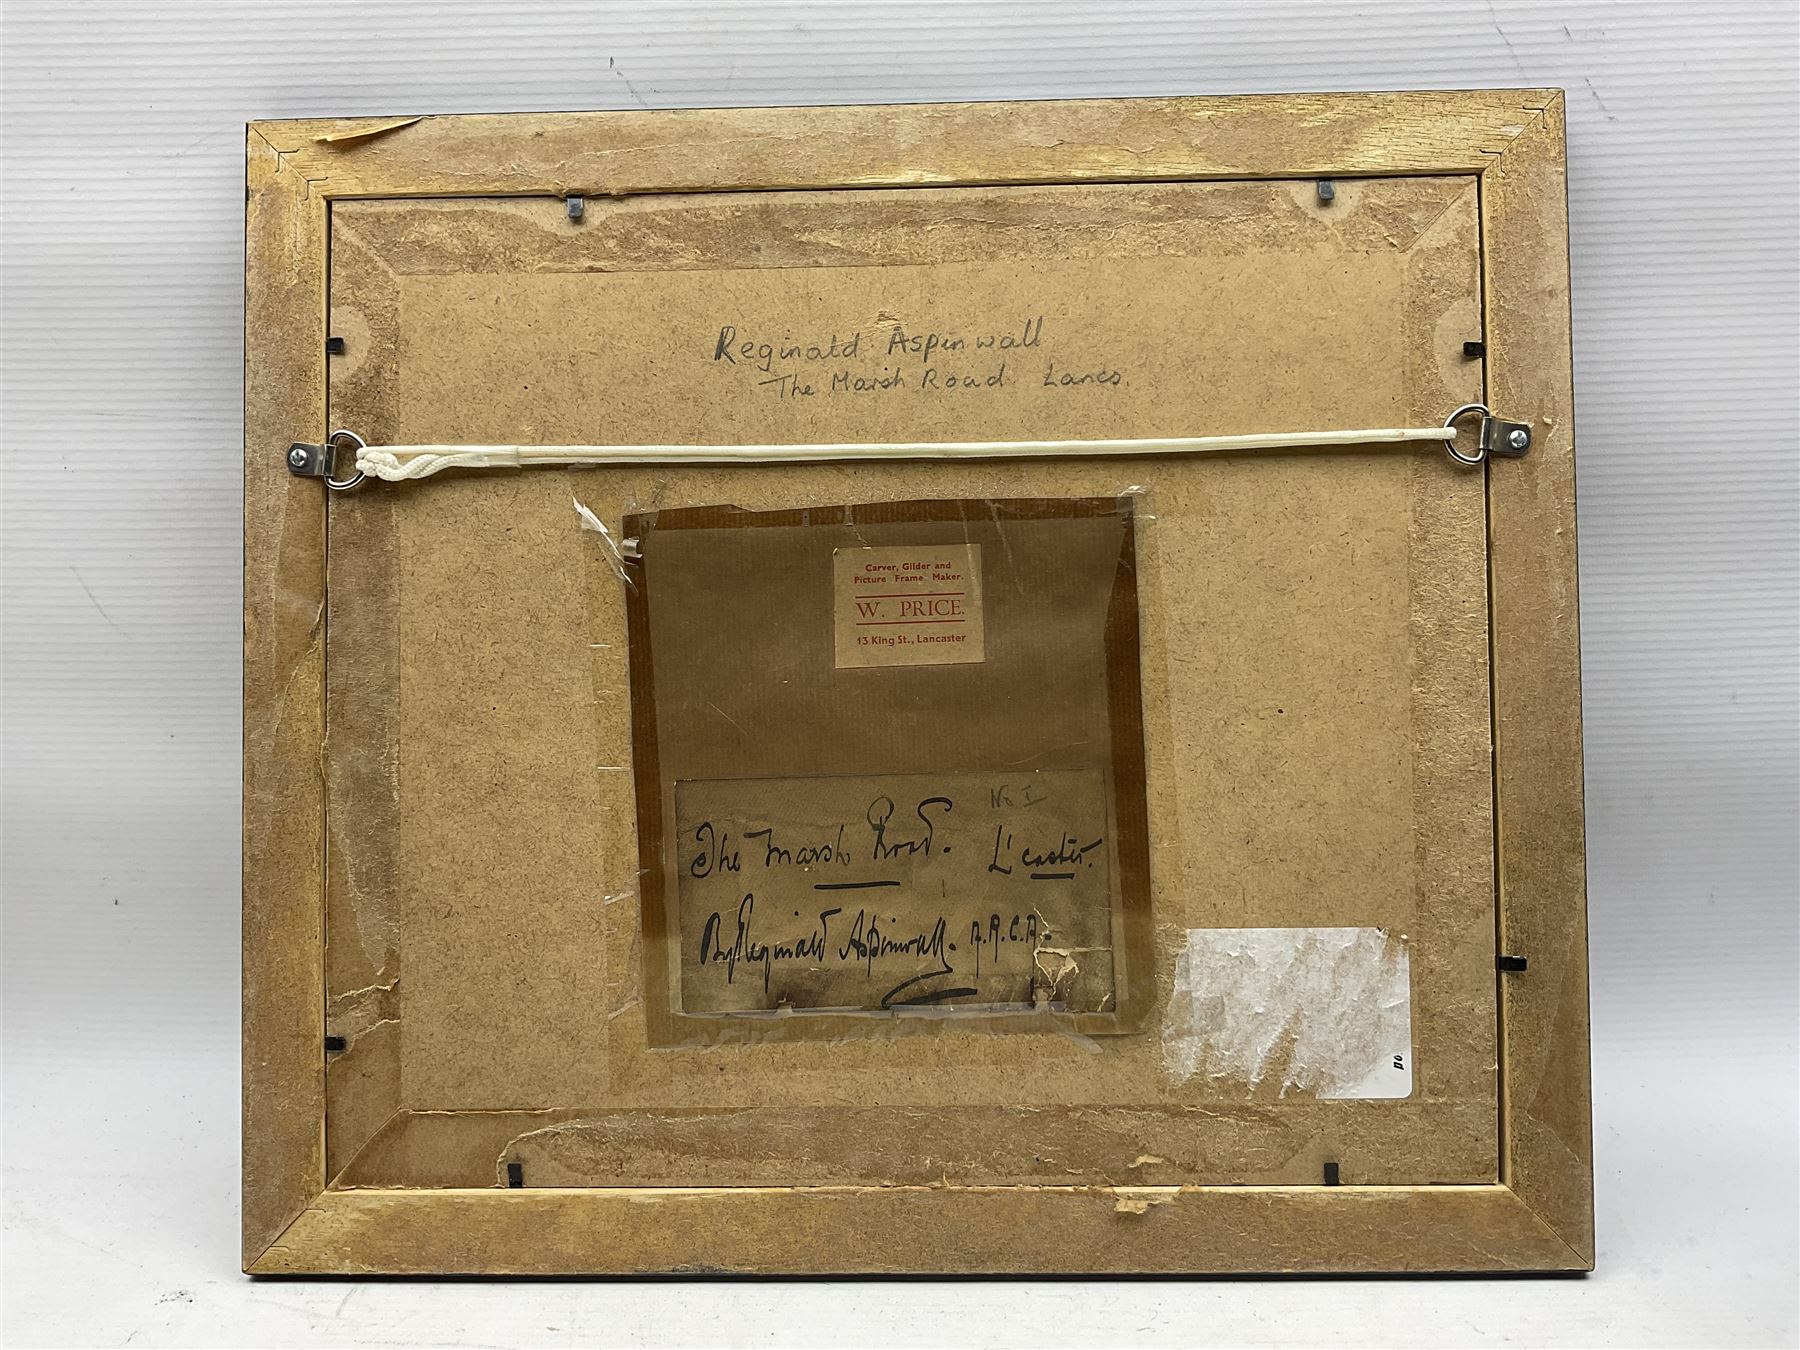 Reginald Aspinwall
The Marsh Road Lancs.
Carver, Gilder and
Picture Frame Maker.
W. PRICE.
13 King St., Lancaster
No I
The Marsh Road. L'caster.
By Reginald Aspinwall. A.R.C.A.